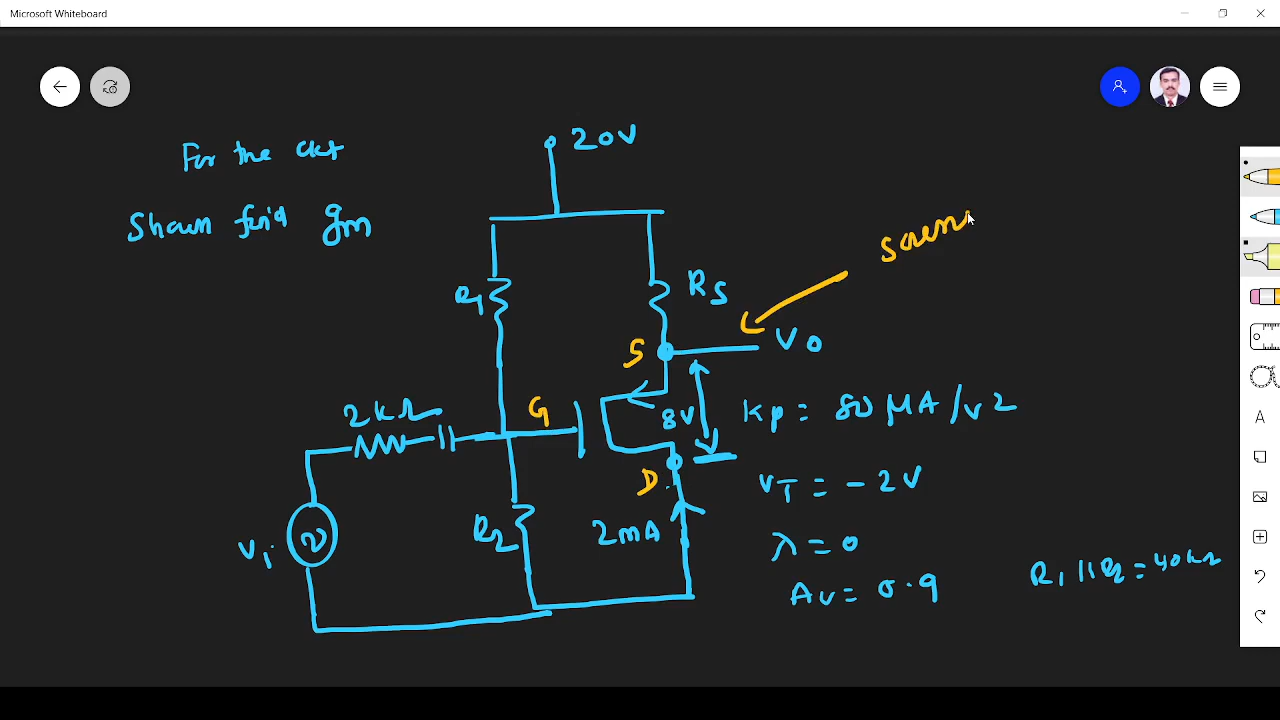 Microsoft Whiteboard
For the ckt
Shown find gm
20V
R1
RS
S
V0
G
2kΩ
8V
Kp = 80 μA/v2
D
VT = -2V
R2
2mA
vi
λ = 0
Av = 0.9
R1 || R2 = 40kΩ
A